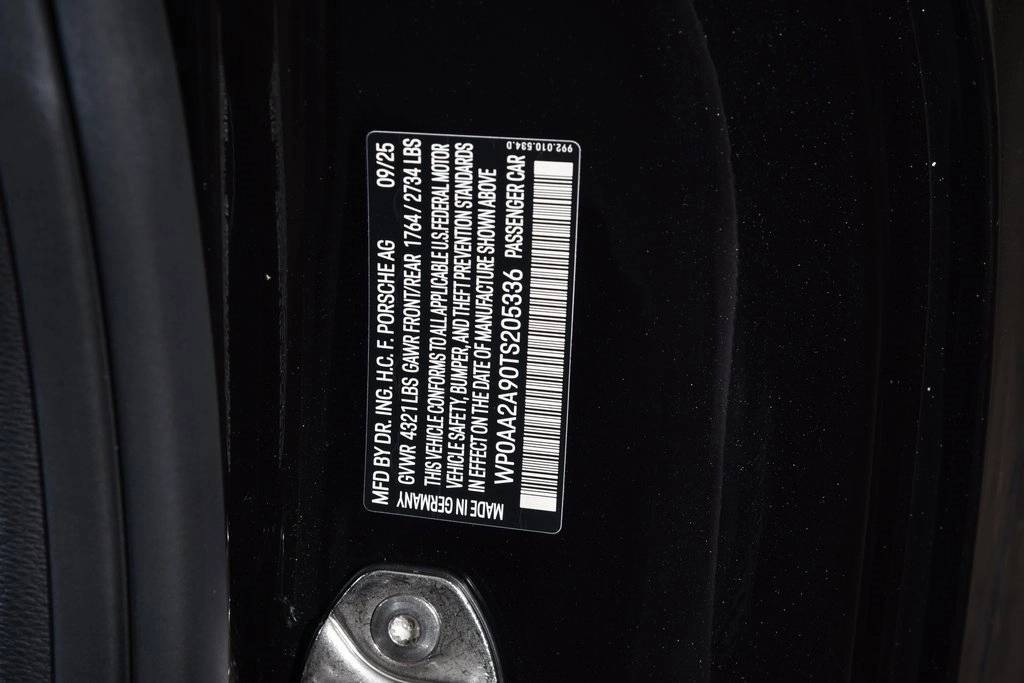 MFD BY DR. ING. H.C. F. PORSCHE AG 09/25
GVWR 4321 LBS GAWR FRONT/REAR 1764 / 2734 LBS
THIS VEHICLE CONFORMS TO ALL APPLICABLE U.S.FEDERAL MOTOR
VEHICLE SAFETY, BUMPER, AND THEFT PREVENTION STANDARDS
IN EFFECT ON THE DATE OF MANUFACTURE SHOWN ABOVE
WP0AA2A90TS205336 PASSENGER CAR
MADE IN GERMANY
992.010.534.D